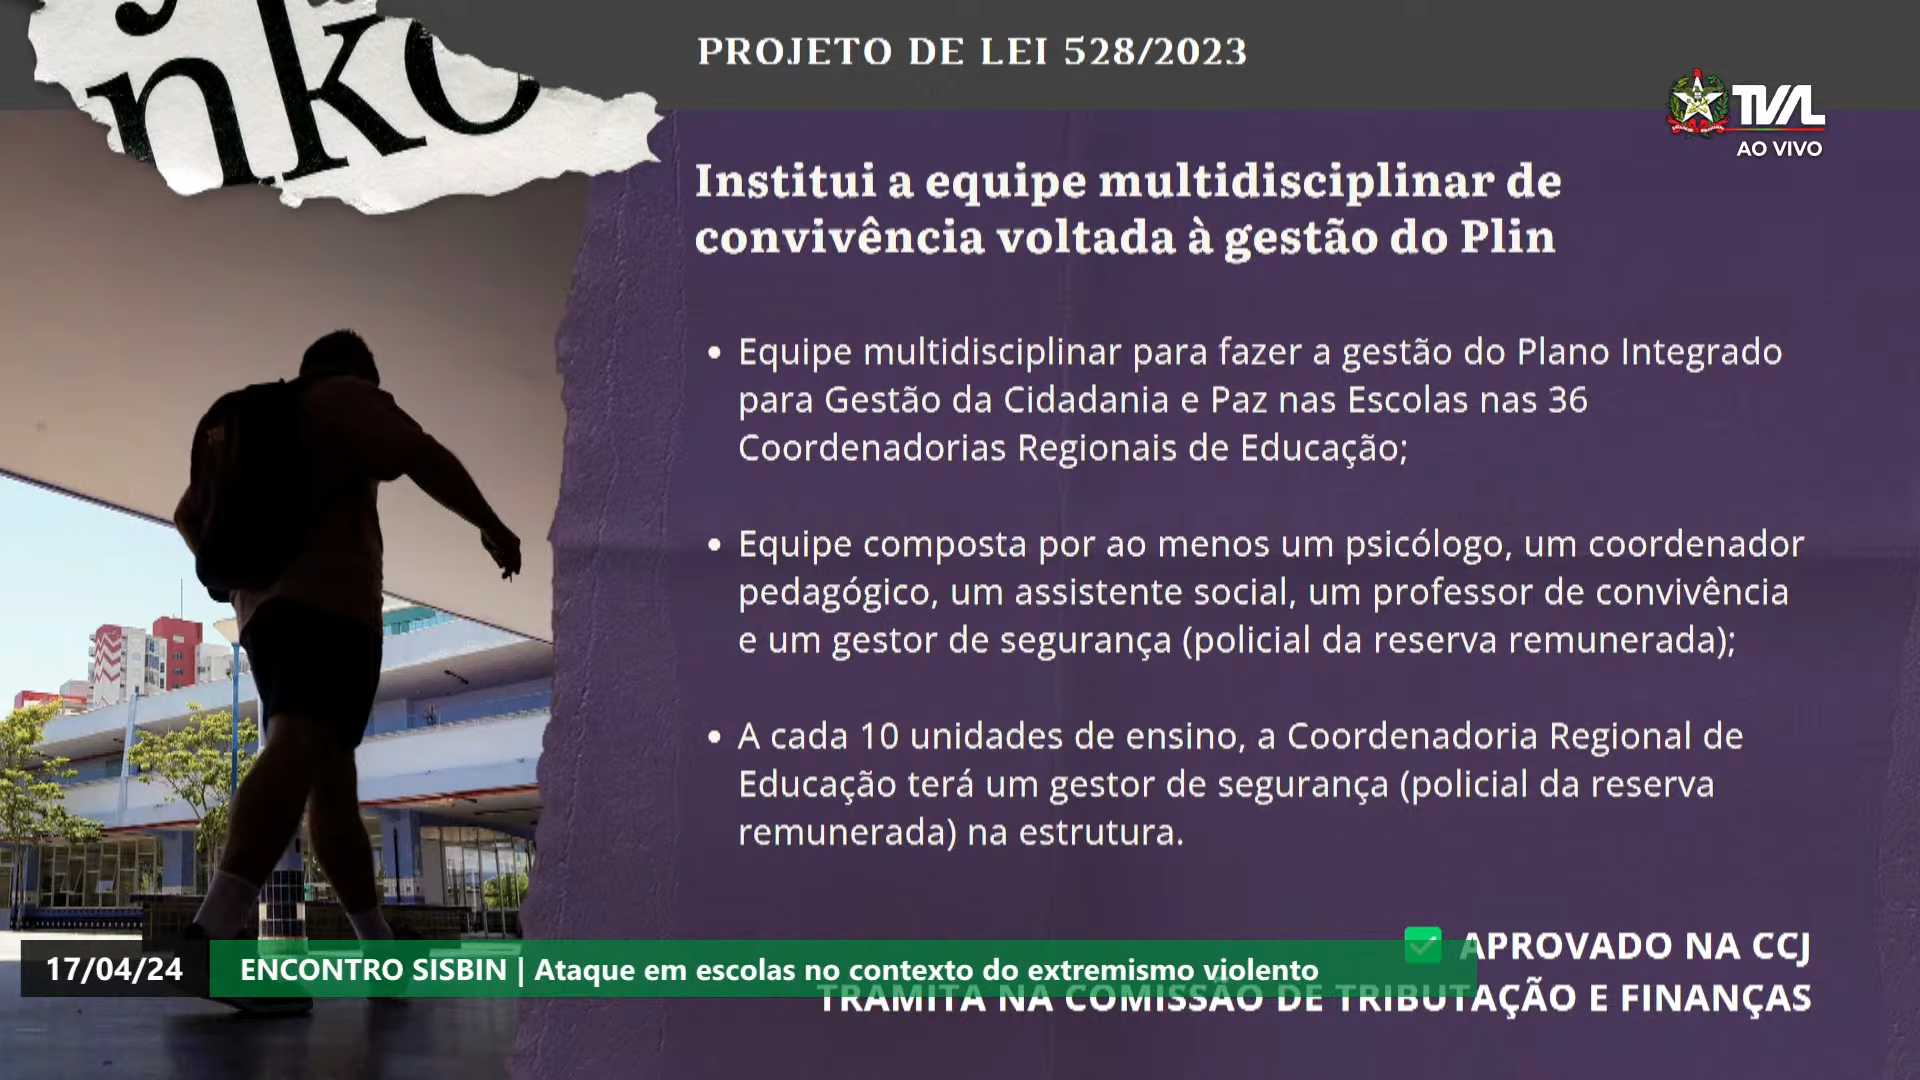 nkc
PROJETO DE LEI 528/2023
TVAL
AO VIVO
Institui a equipe multidisciplinar de
convivência voltada à gestão do Plin
• Equipe multidisciplinar para fazer a gestão do Plano Integrado
para Gestão da Cidadania e Paz nas Escolas nas 36
Coordenadorias Regionais de Educação;
• Equipe composta por ao menos um psicólogo, um coordenador
pedagógico, um assistente social, um professor de convivência
e um gestor de segurança (policial da reserva remunerada);
• A cada 10 unidades de ensino, a Coordenadoria Regional de
Educação terá um gestor de segurança (policial da reserva
remunerada) na estrutura.
✅ APROVADO NA CCJ
17/04/24
ENCONTRO SISBIN | Ataque em escolas no contexto do extremismo violento
TRAMITA NA COMISSÃO DE TRIBUTAÇÃO E FINANÇAS